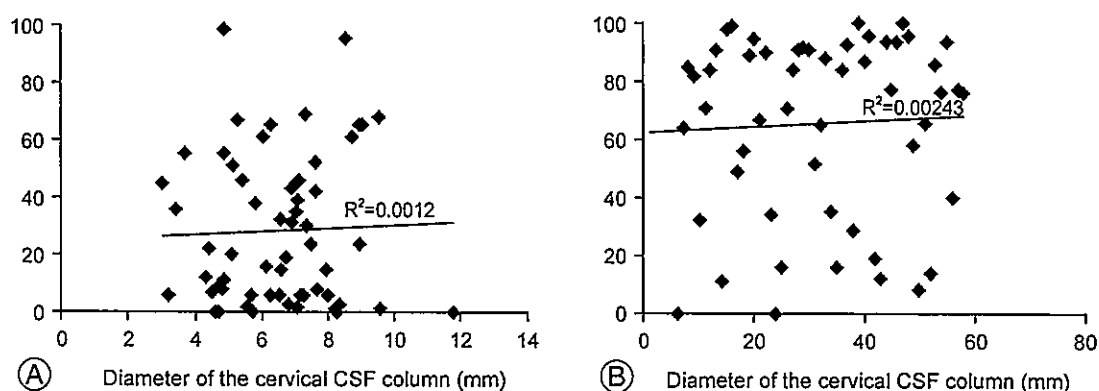 100
80
60
40
20
0
R²=0.0012
0 2 4 6 8 10 12 14
A Diameter of the cervical CSF column (mm)
100
80
60
40
20
0
R²=0.00243
0 20 40 60 80
B Diameter of the cervical CSF column (mm)